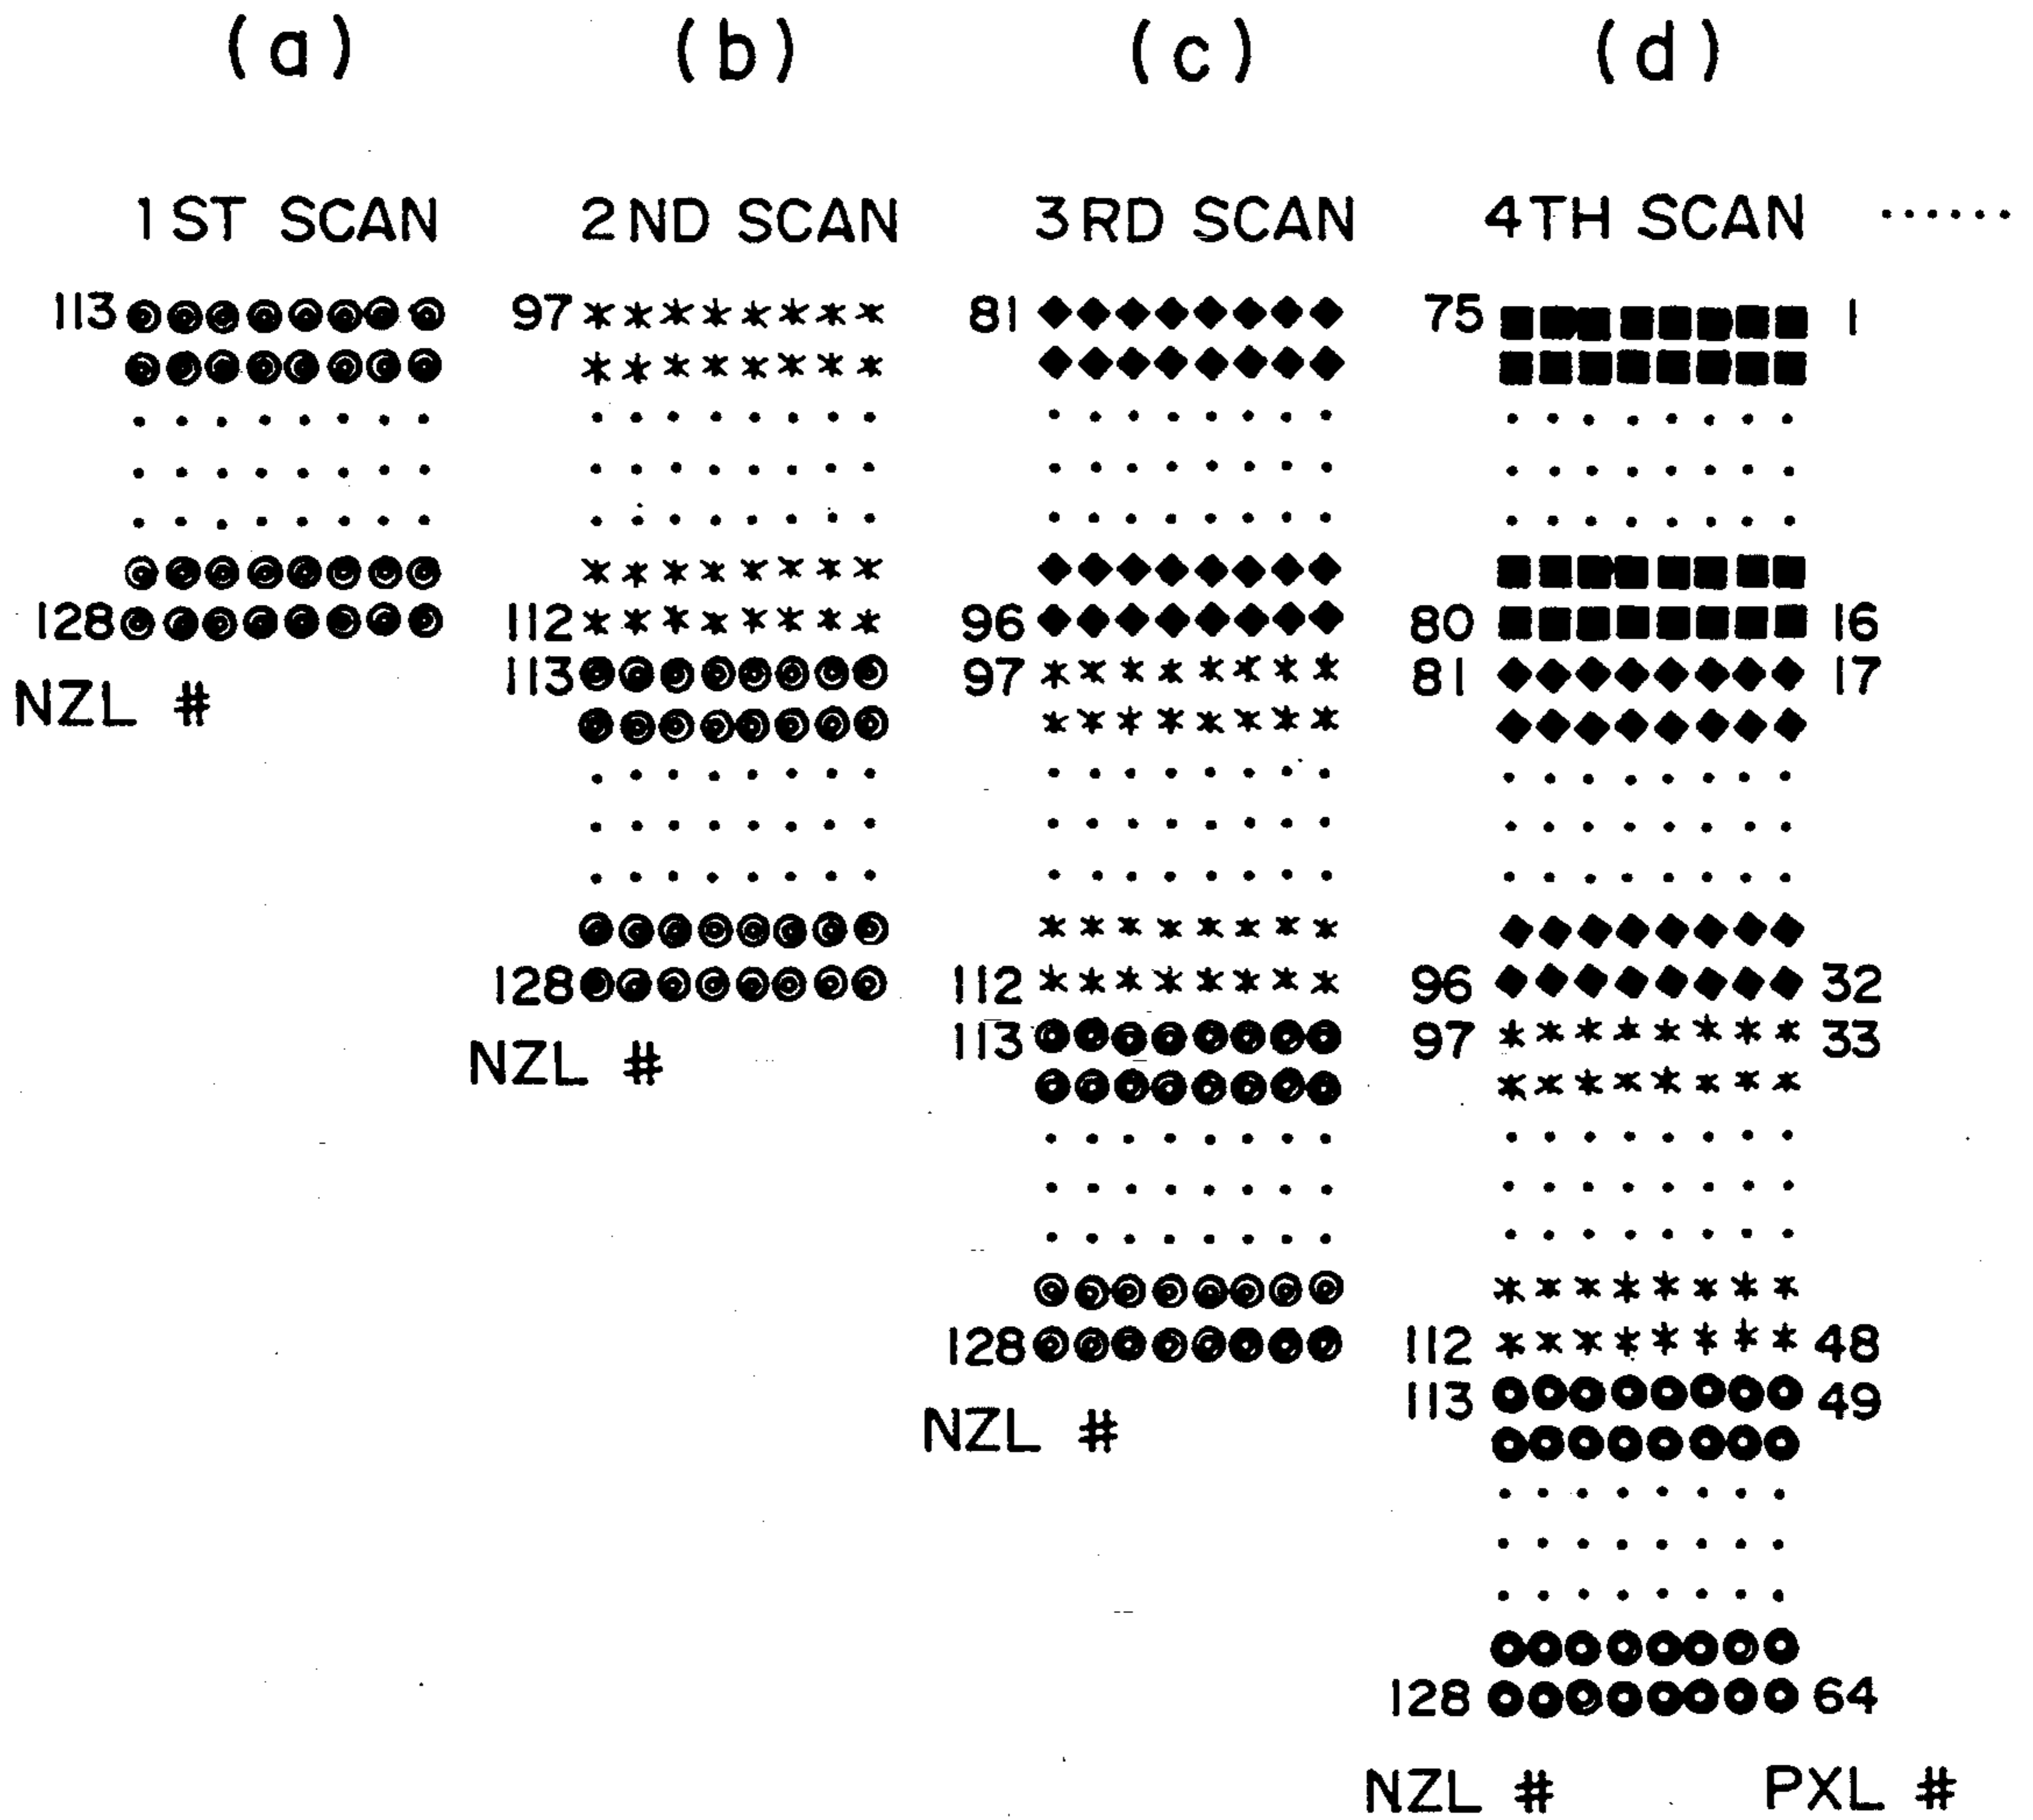 (a) (b) (c) (d)
1ST SCAN 2ND SCAN 3RD SCAN 4TH SCAN ······
113 97 81 75 1
128 112 96 80 16
NZL # 113 97 81 17
128 112 96 32
NZL # 113 97 33
128 112 48
NZL # 113 49
128 64
NZL # PXL #